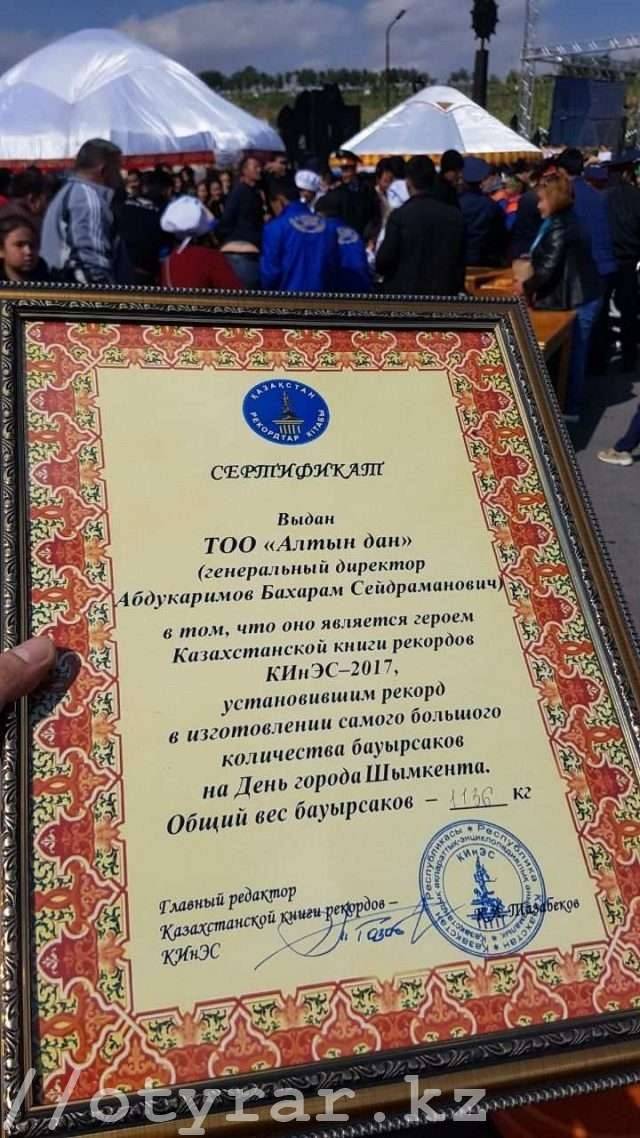 ҚАЗАҚСТАН
РЕКОРДТАР КІТАБЫ
СЕРТИФИКАТ
Выдан
ТОО «Алтын дан»
(генеральный директор
Абдукаримов Бахарам Сейдраманович)
в том, что оно является героем
Казахстанской книги рекордов
КИнЭС–2017,
установившим рекорд
в изготовлении самого большого
количества бауырсаков
на День города Шымкента.
Общий вес бауырсаков – 1136 кг
Главный редактор
Казахстанской книги рекордов –
КИнЭС
Тазабеков
КИнЭС
//otyrar.kz